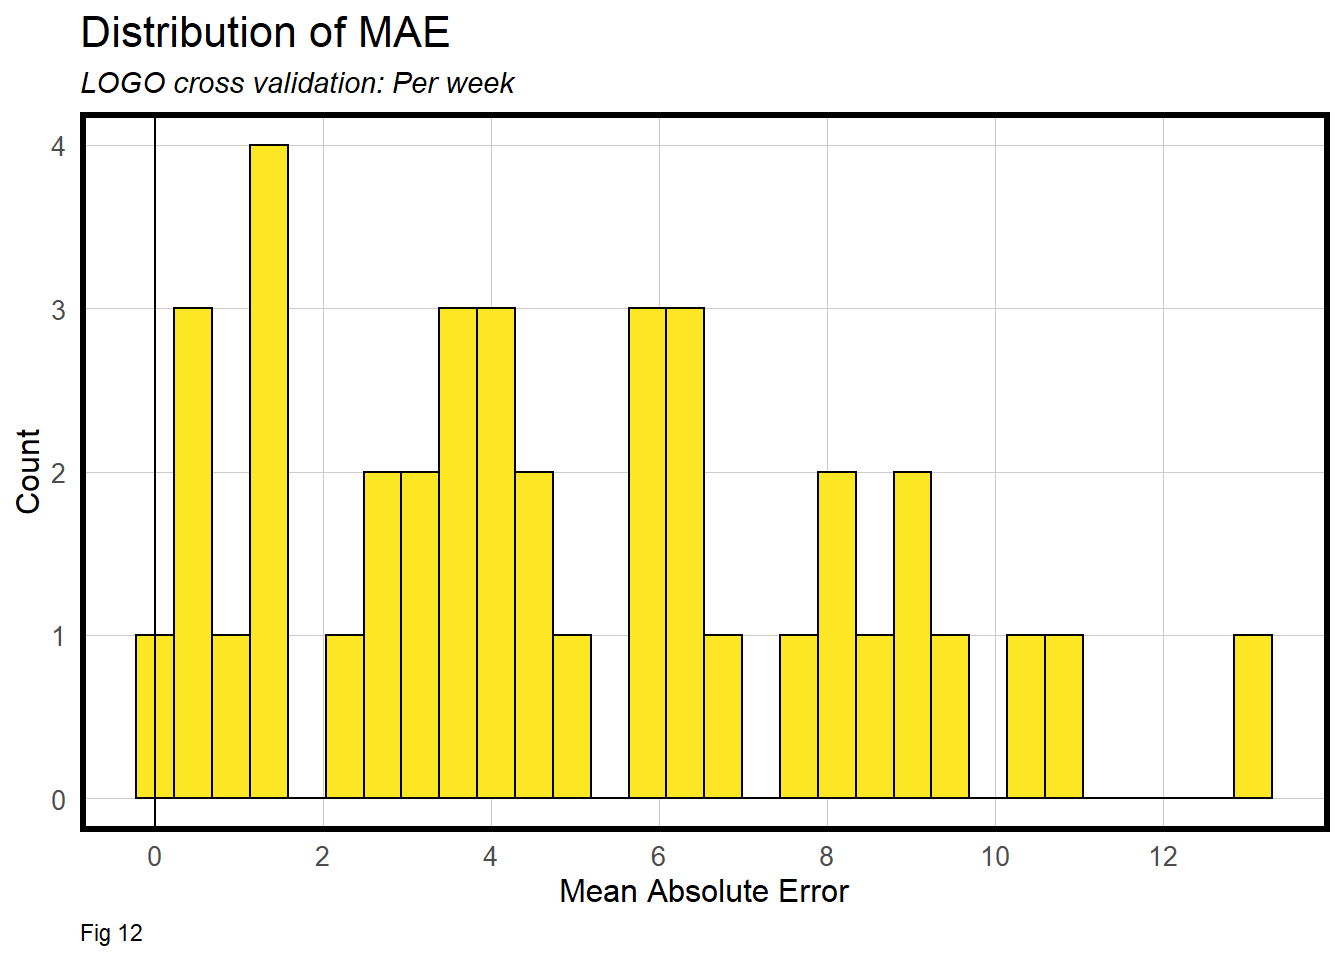 Distribution of MAE
LOGO cross validation: Per week
Count
4
3
2
1
0
0 2 4 6 8 10 12
Mean Absolute Error
Fig 12